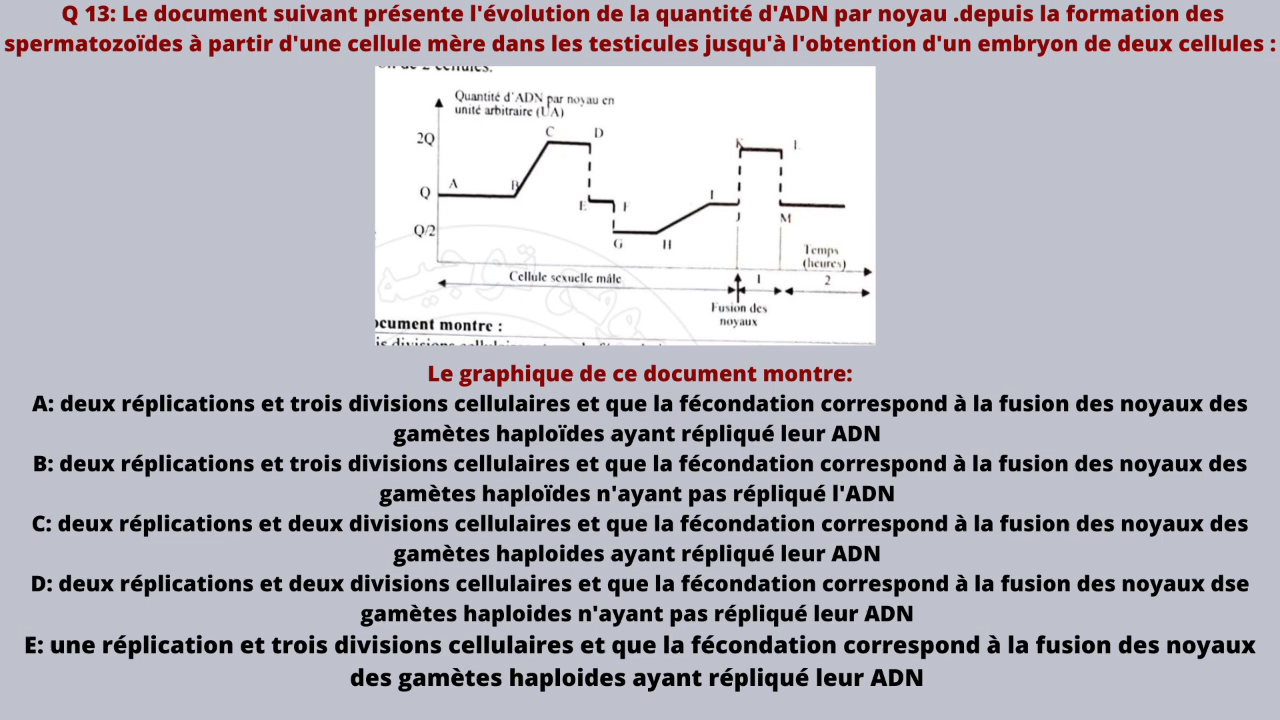 Q 13: Le document suivant présente l'évolution de la quantité d'ADN par noyau .depuis la formation des
spermatozoïdes à partir d'une cellule mère dans les testicules jusqu'à l'obtention d'un embryon de deux cellules :
de 2 cellules.
Quantité d'ADN par noyau en
unité arbitraire (UA)
2Q
C
D
Q
A
B
E
F
I
K
L
J
M
Q/2
G
H
Temps
(heures)
Cellule sexuelle mâle
1
2
Fusion des
noyaux
ocument montre :
Le graphique de ce document montre:
A: deux réplications et trois divisions cellulaires et que la fécondation correspond à la fusion des noyaux des
gamètes haploïdes ayant répliqué leur ADN
B: deux réplications et trois divisions cellulaires et que la fécondation correspond à la fusion des noyaux des
gamètes haploïdes n'ayant pas répliqué l'ADN
C: deux réplications et deux divisions cellulaires et que la fécondation correspond à la fusion des noyaux des
gamètes haploides ayant répliqué leur ADN
D: deux réplications et deux divisions cellulaires et que la fécondation correspond à la fusion des noyaux dse
gamètes haploides n'ayant pas répliqué leur ADN
E: une réplication et trois divisions cellulaires et que la fécondation correspond à la fusion des noyaux
des gamètes haploides ayant répliqué leur ADN